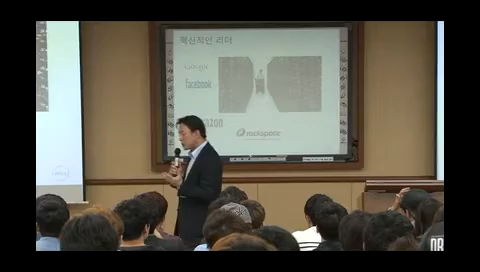 혁신적인 리더
Google
facebook
amazon
rackspace